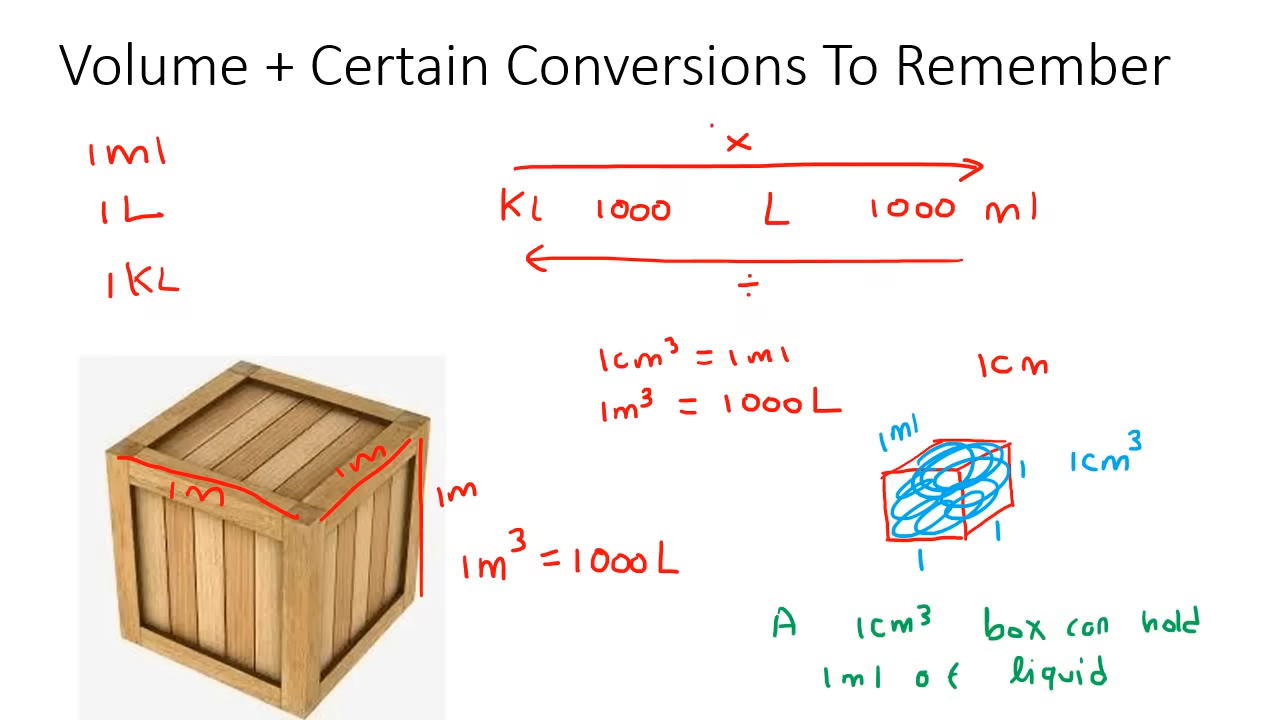 Volume + Certain Conversions To Remember
1ml
1L
1KL
×
KL 1000 L 1000 ml
÷
1cm³ = 1ml
1m³ = 1000L
1cm
1ml
1cm³
1
1
1
1m
1m
1m
1m³ = 1000L
A 1cm³ box can hold
1ml of liquid